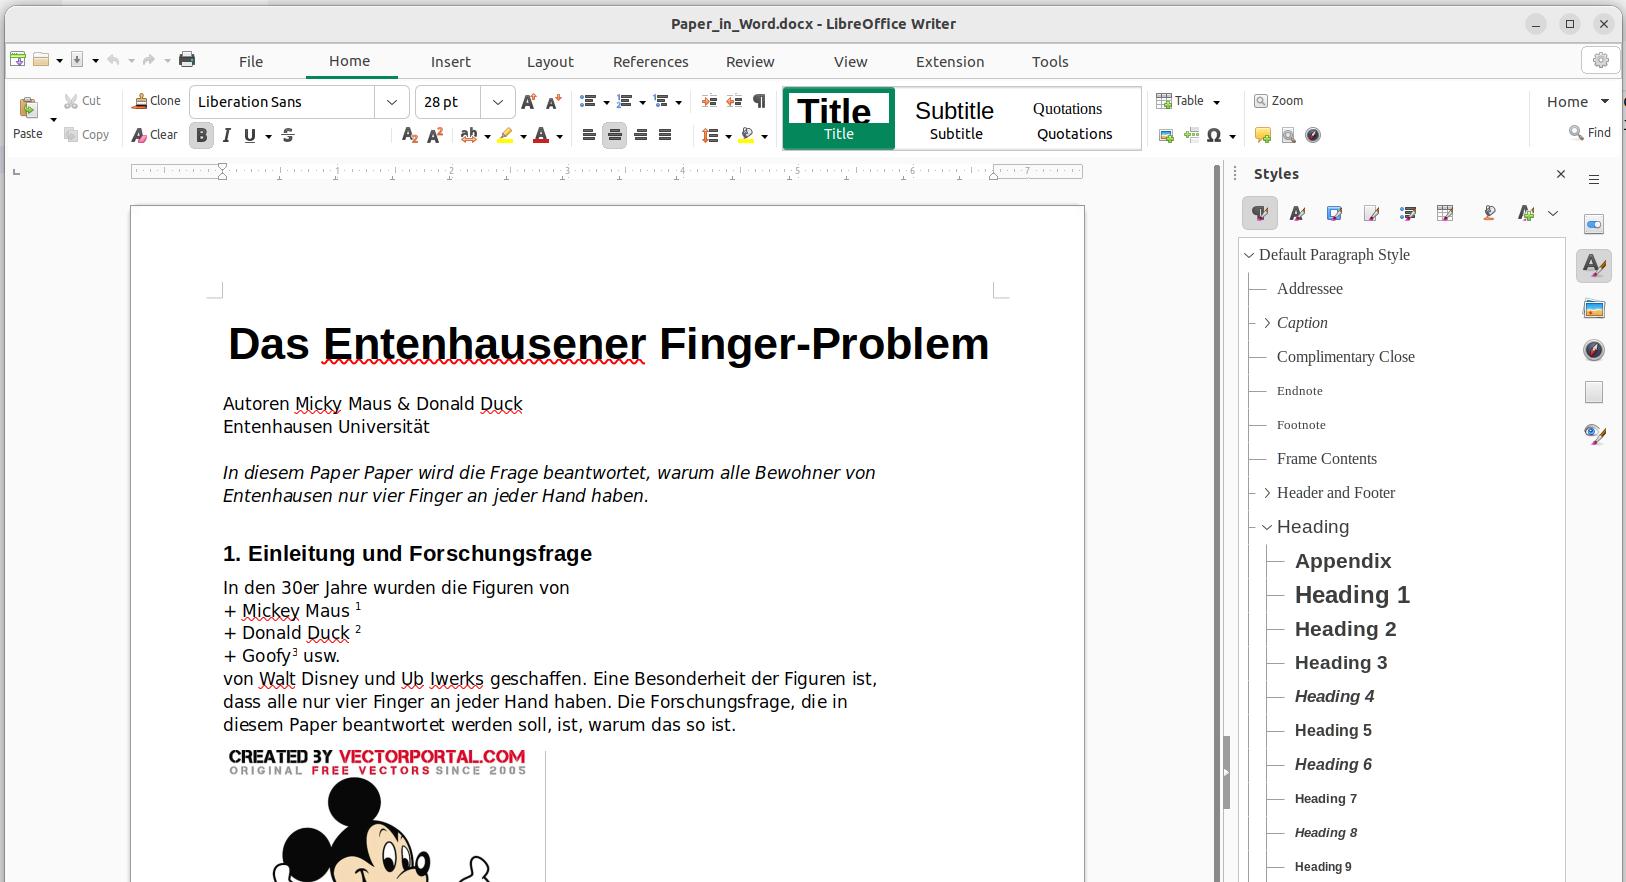 Paper_in_Word.docx - LibreOffice Writer
File Home Insert Layout References Review View Extension Tools
Paste Cut Copy
Clone Clear
Liberation Sans 28 pt
Title Subtitle Quotations
Title Subtitle Quotations
Table Zoom
Home Find
1 2 3 4 5 6 7
Das Entenhausener Finger-Problem
Autoren Micky Maus & Donald Duck
Entenhausen Universität
In diesem Paper Paper wird die Frage beantwortet, warum alle Bewohner von
Entenhausen nur vier Finger an jeder Hand haben.
1. Einleitung und Forschungsfrage
In den 30er Jahre wurden die Figuren von
+ Mickey Maus 1
+ Donald Duck 2
+ Goofy3 usw.
von Walt Disney und Ub Iwerks geschaffen. Eine Besonderheit der Figuren ist,
dass alle nur vier Finger an jeder Hand haben. Die Forschungsfrage, die in
diesem Paper beantwortet werden soll, ist, warum das so ist.
CREATED BY VECTORPORTAL.COM
ORIGINAL FREE VECTORS SINCE 2005
Styles
Default Paragraph Style
Addressee
Caption
Complimentary Close
Endnote
Footnote
Frame Contents
Header and Footer
Heading
Appendix
Heading 1
Heading 2
Heading 3
Heading 4
Heading 5
Heading 6
Heading 7
Heading 8
Heading 9